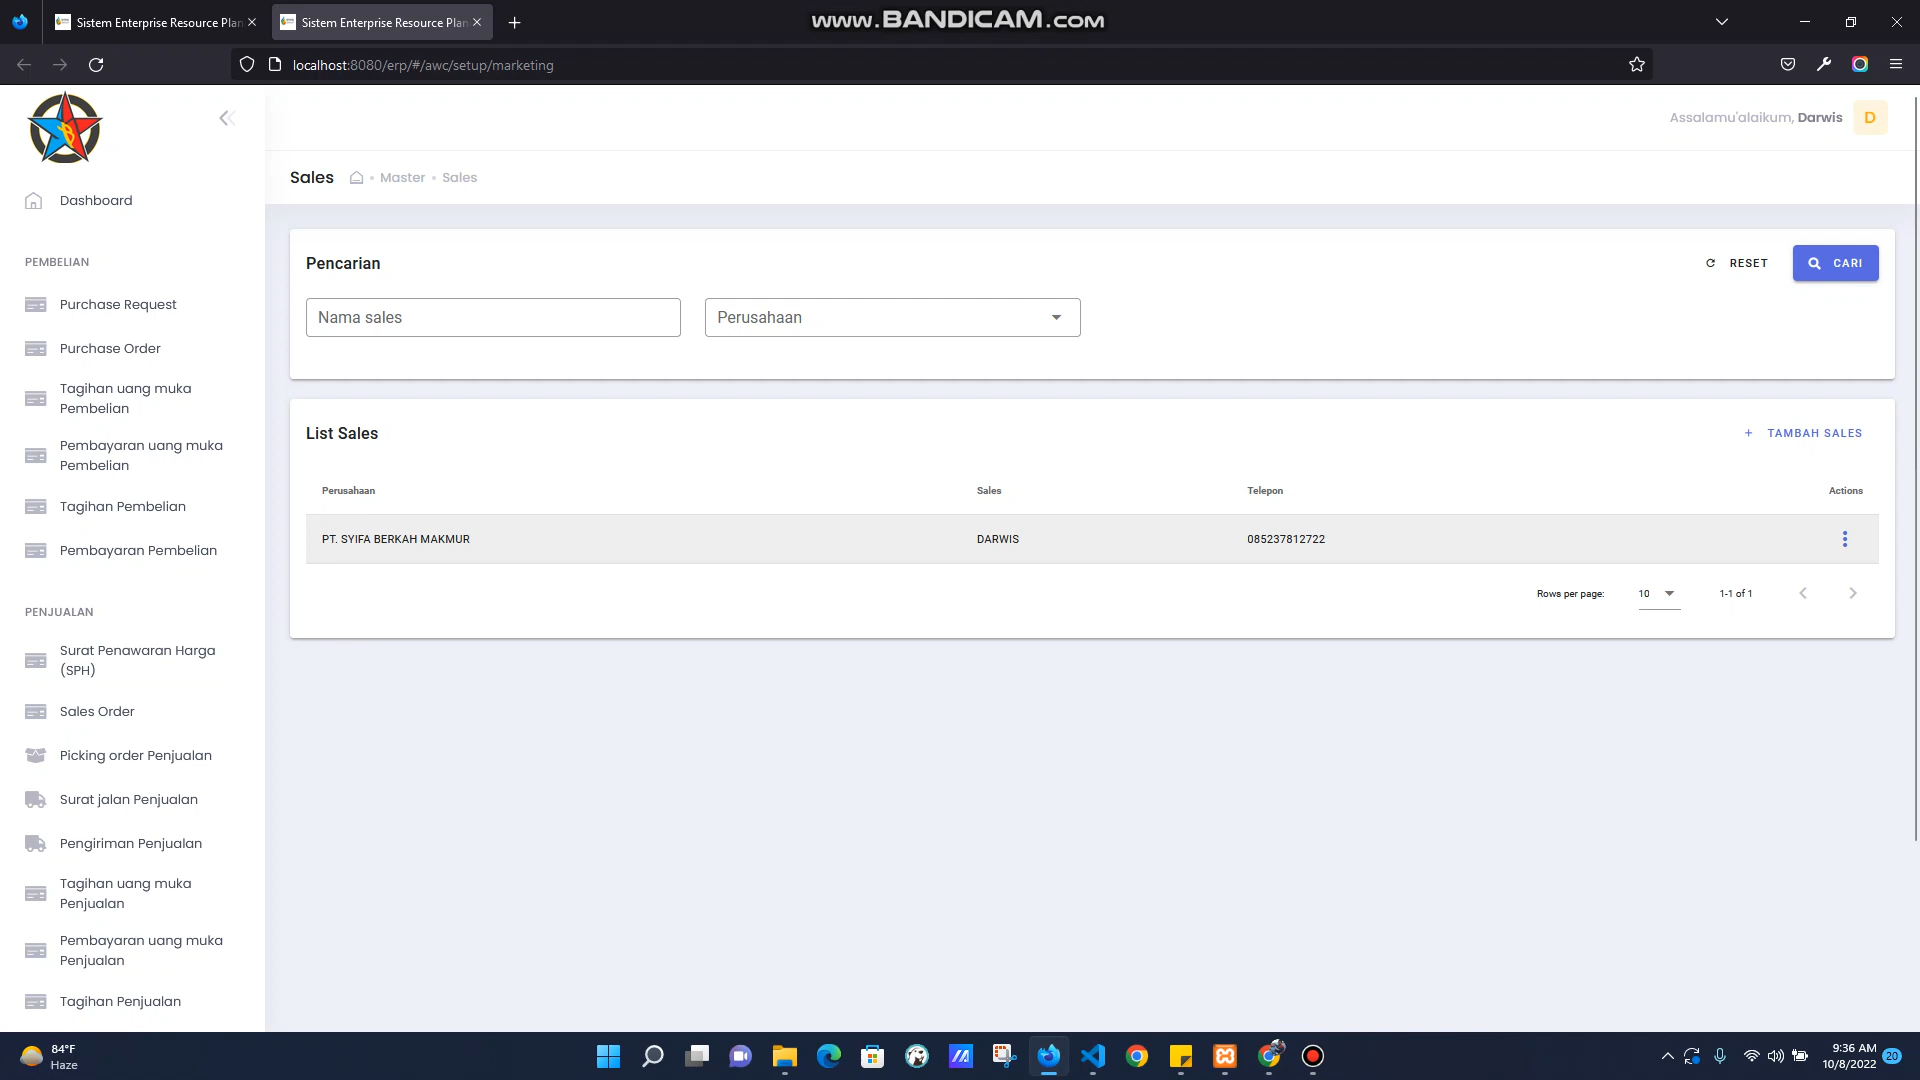 Sistem Enterprise Resource Plan
Sistem Enterprise Resource Plan
www.BANDICAM.com
localhost:8080/erp/#/awc/setup/marketing
Assalamu'alaikum, Darwis
D
Sales
Master • Sales
Dashboard
PEMBELIAN
Purchase Request
Purchase Order
Tagihan uang muka
Pembelian
Pembayaran uang muka
Pembelian
Tagihan Pembelian
Pembayaran Pembelian
PENJUALAN
Surat Penawaran Harga
(SPH)
Sales Order
Picking order Penjualan
Surat jalan Penjualan
Pengiriman Penjualan
Tagihan uang muka
Penjualan
Pembayaran uang muka
Penjualan
Tagihan Penjualan
Pencarian
RESET
CARI
Nama sales
Perusahaan
List Sales
+ TAMBAH SALES
Perusahaan Sales Telepon Actions
PT. SYIFA BERKAH MAKMUR DARWIS 085237812722
Rows per page: 10 1-1 of 1
84°F
Haze
9:36 AM
10/8/2022
20